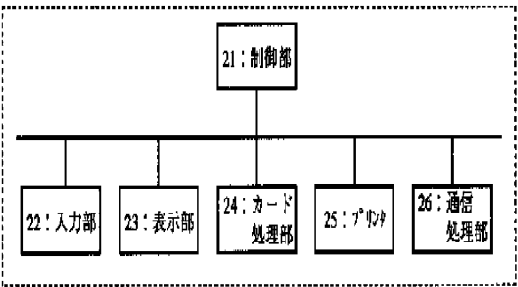 21：制御部
22：入力部
23：表示部
24：カード
処理部
25：プリンタ
26：通信
処理部